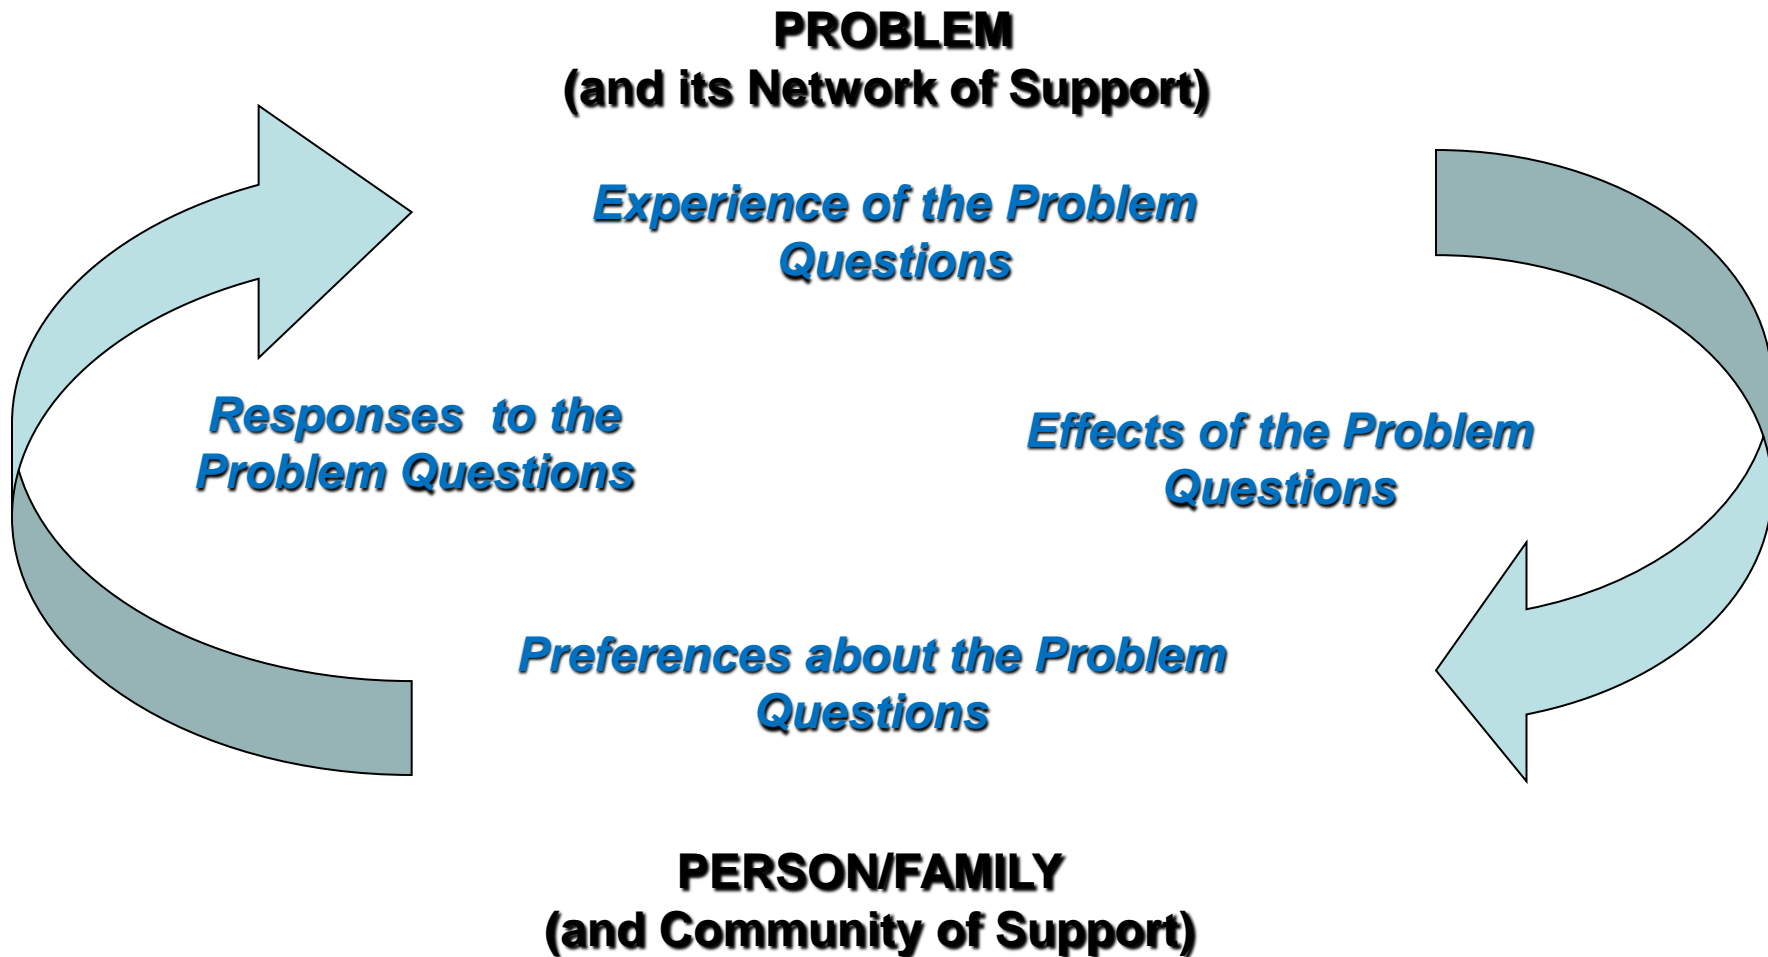 PROBLEM
(and its Network of Support)
Experience of the Problem
Questions
Responses  to the
Problem Questions
Effects of the Problem
Questions
Preferences about the Problem
Questions
PERSON/FAMILY
(and Community of Support)